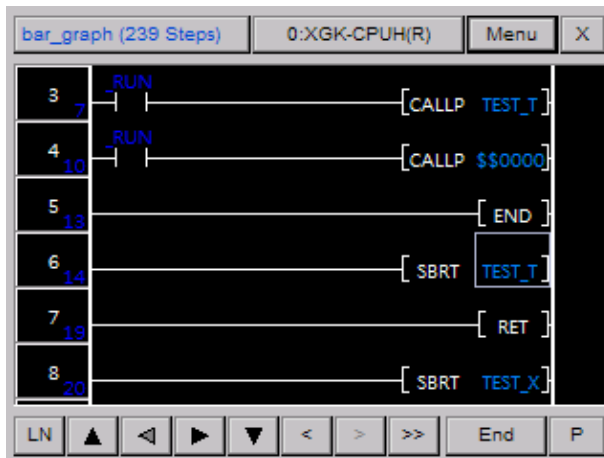 bar_graph (239 Steps) 0:XGK-CPUH(R) Menu X
_RUN
3 7 CALLP TEST_T
_RUN
4 10 CALLP $$0000
5 13 END
6 14 SBRT TEST_T
7 19 RET
8 20 SBRT TEST_X
LN < > >> End P